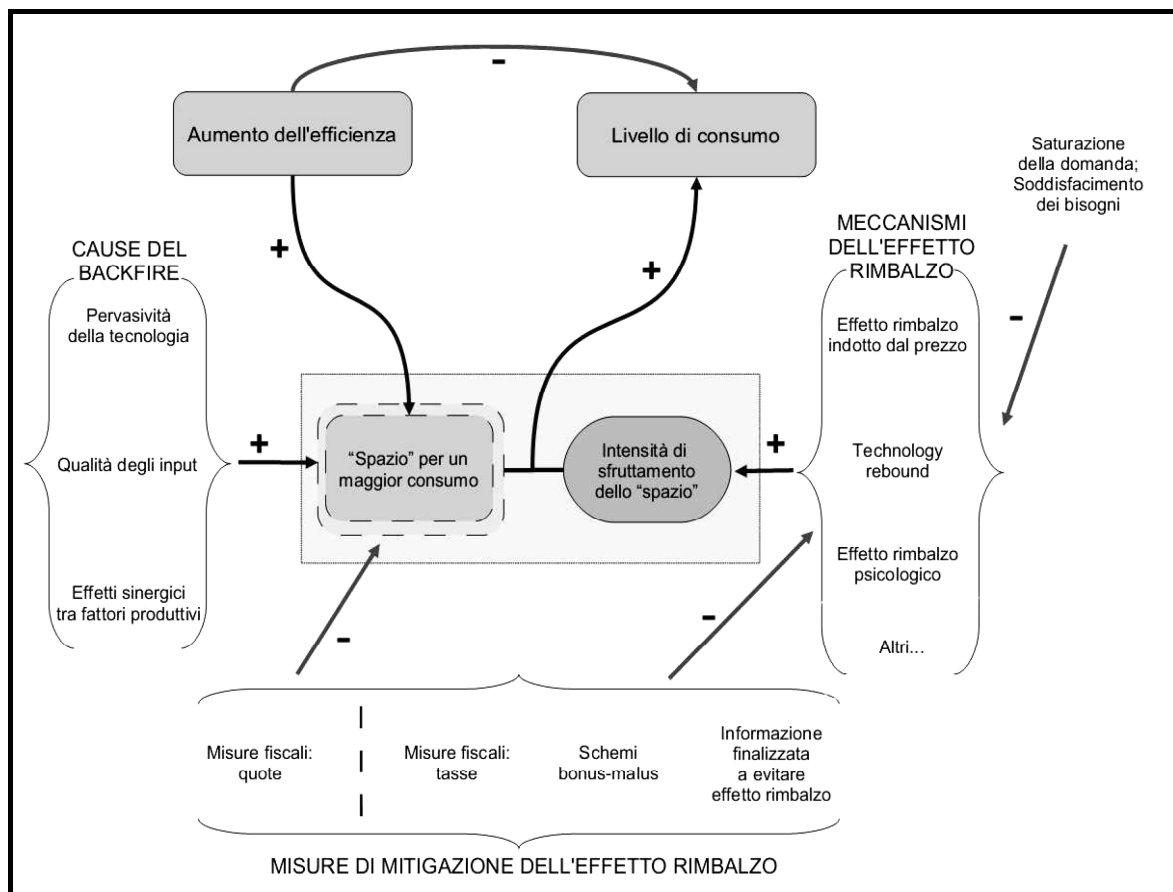 -
Aumento dell'efficienza
Livello di consumo
Saturazione
della domanda;
Soddisfacimento
dei bisogni
+
+
-
CAUSE DEL
BACKFIRE
Pervasività
della tecnologia
Qualità degli input
Effetti sinergici
tra fattori produttivi
+
"Spazio" per un
maggior consumo
Intensità di
sfruttamento
dello "spazio"
+
MECCANISMI
DELL'EFFETTO
RIMBALZO
Effetto rimbalzo
indotto dal prezzo
Technology
rebound
Effetto rimbalzo
psicologico
Altri...
-
-
Misure fiscali:
quote
Misure fiscali:
tasse
Schemi
bonus-malus
Informazione
finalizzata
a evitare
effetto rimbalzo
MISURE DI MITIGAZIONE DELL'EFFETTO RIMBALZO